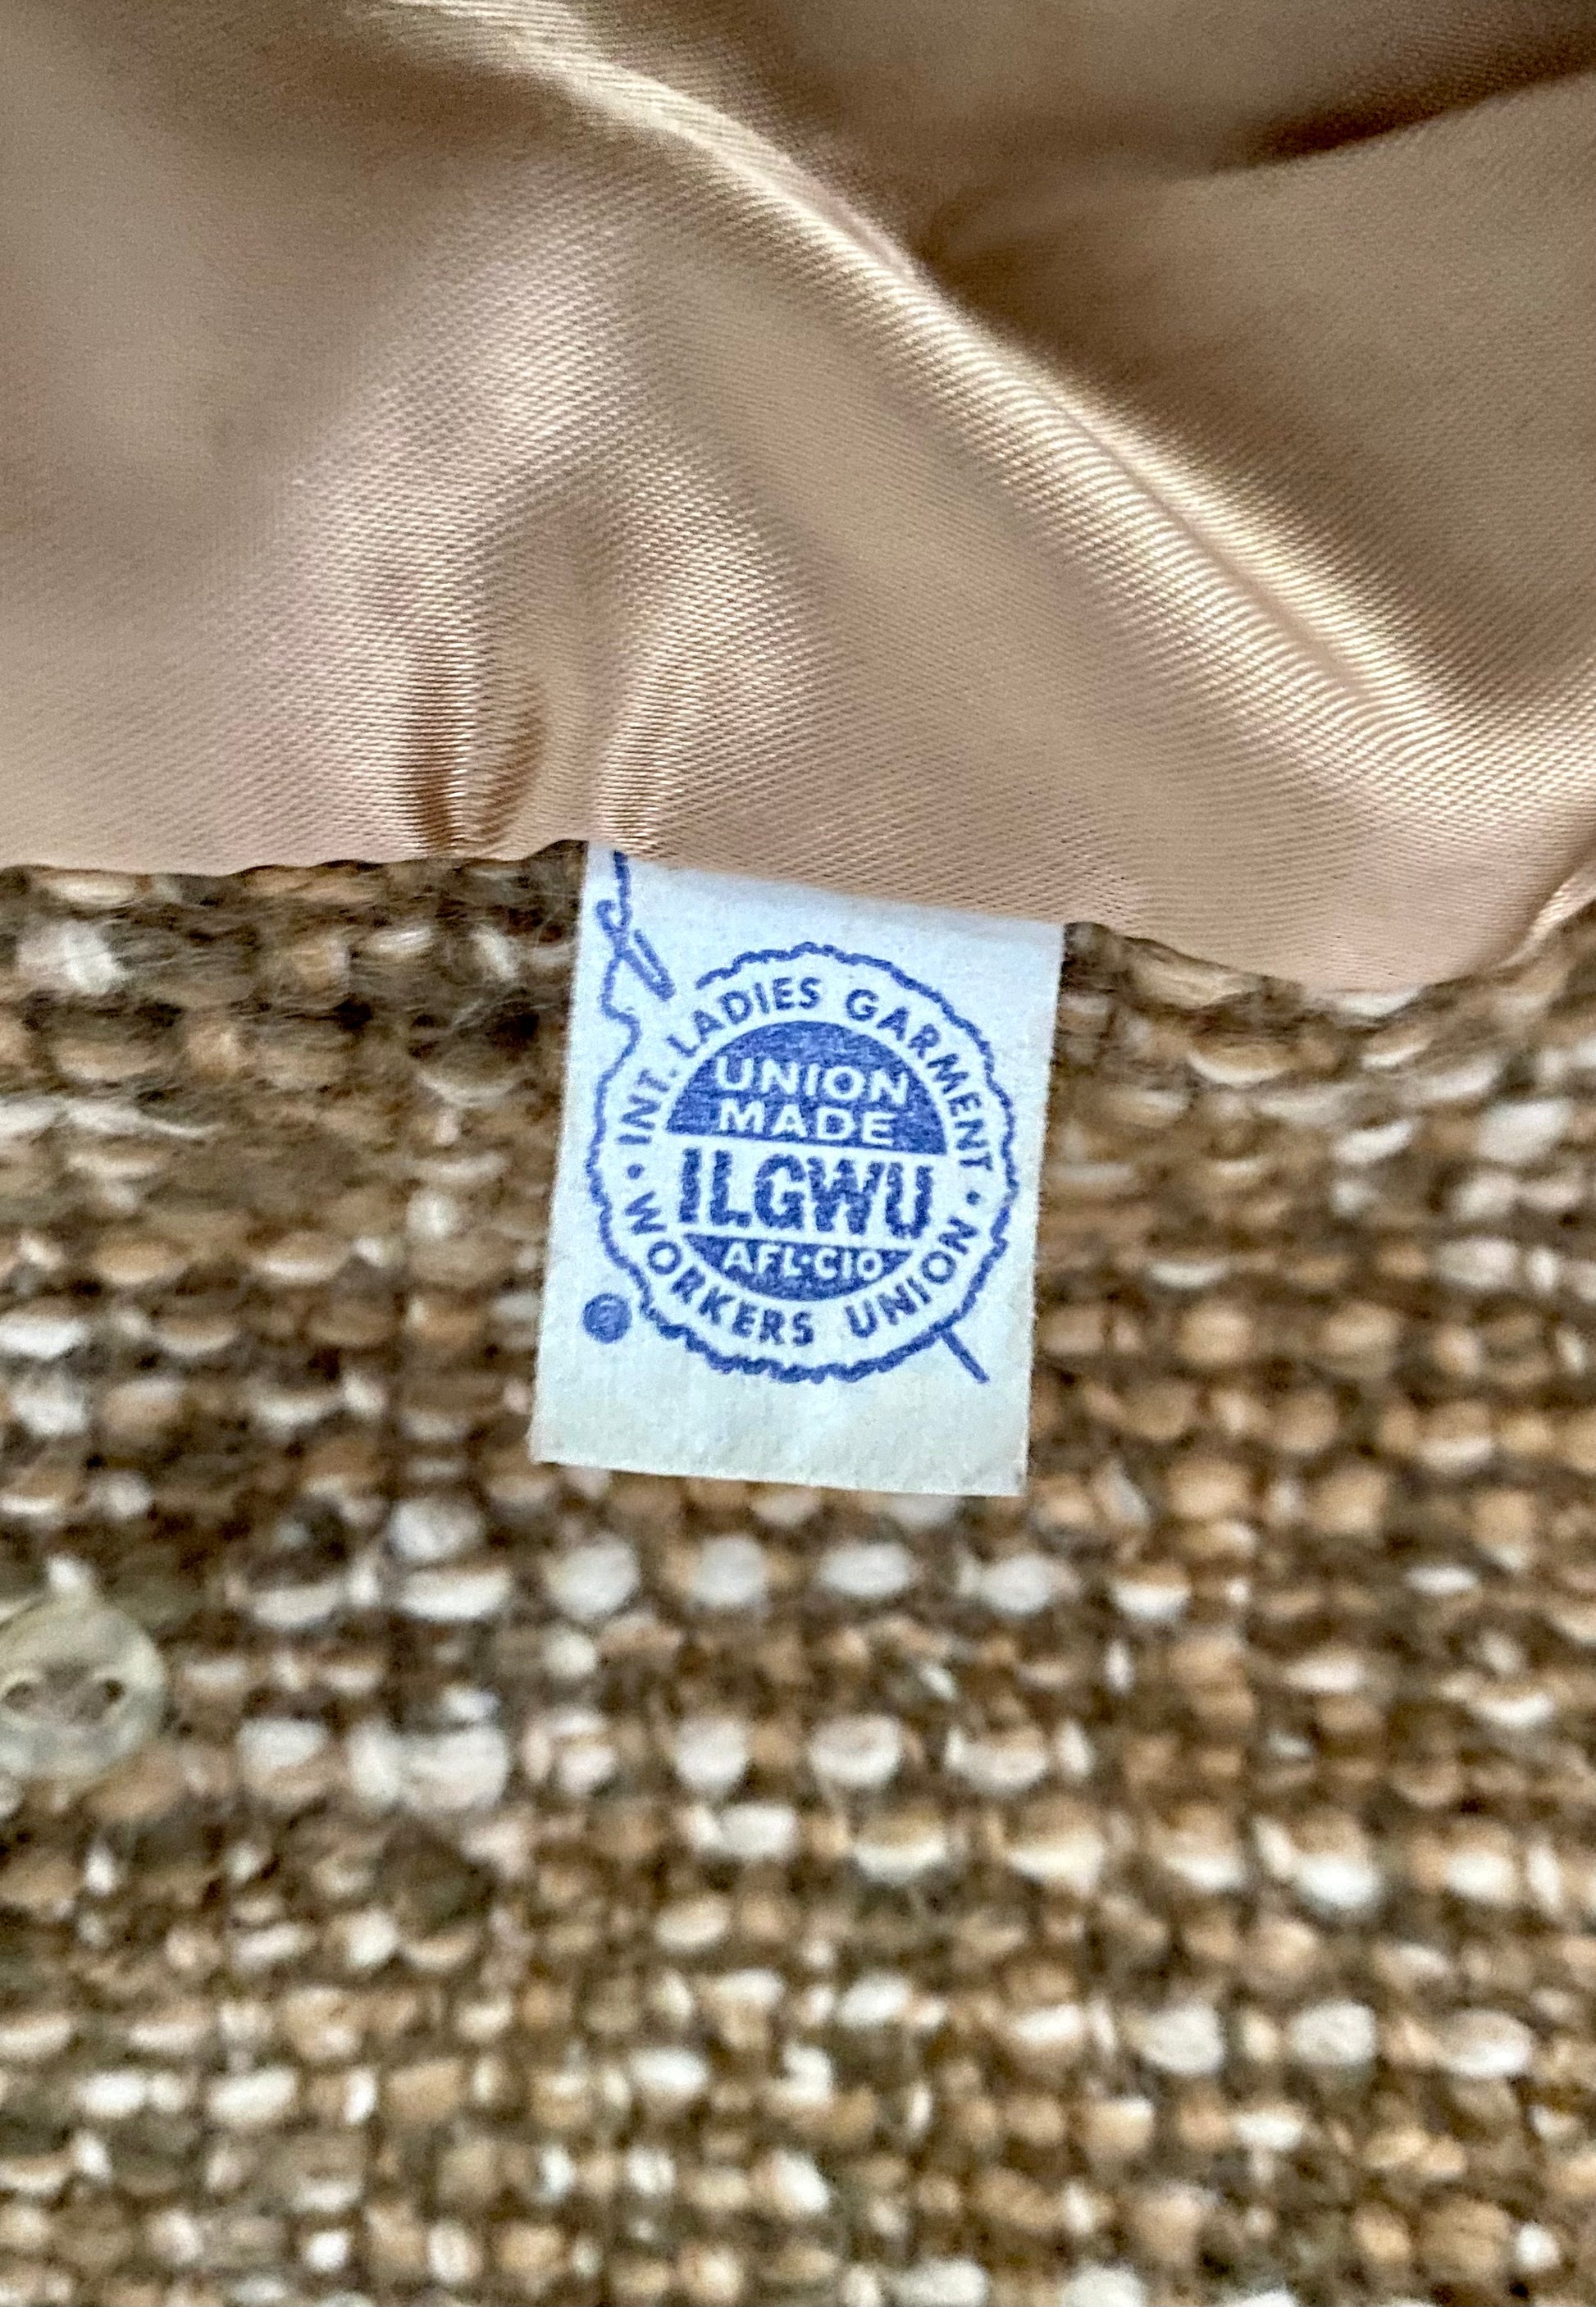 INT. LADIES GARMENT
UNION
MADE
ILGWU
AFL·CIO
• WORKERS UNION •